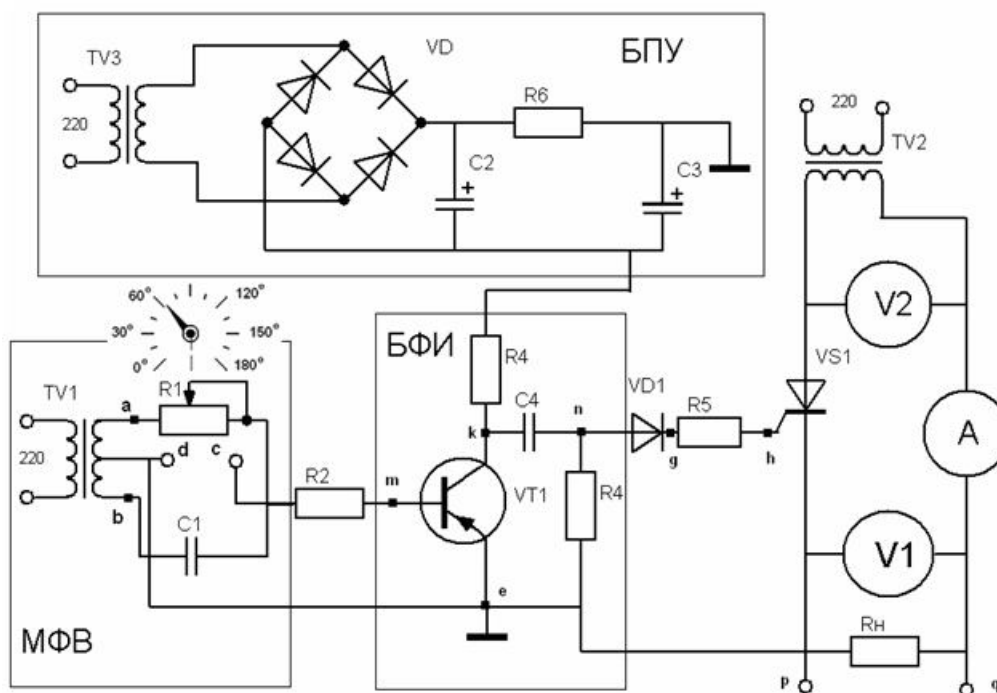 TV3
220
VD
БПУ
R6
C2
+
C3
+
220
TV2
V2
VS1
A
V1
Rн
p
q
0°
30°
60°
120°
150°
180°
TV1
220
a
b
R1
d
c
C1
МФВ
R2
БФИ
m
R4
k
C4
n
VT1
e
R4
VD1
g
R5
h